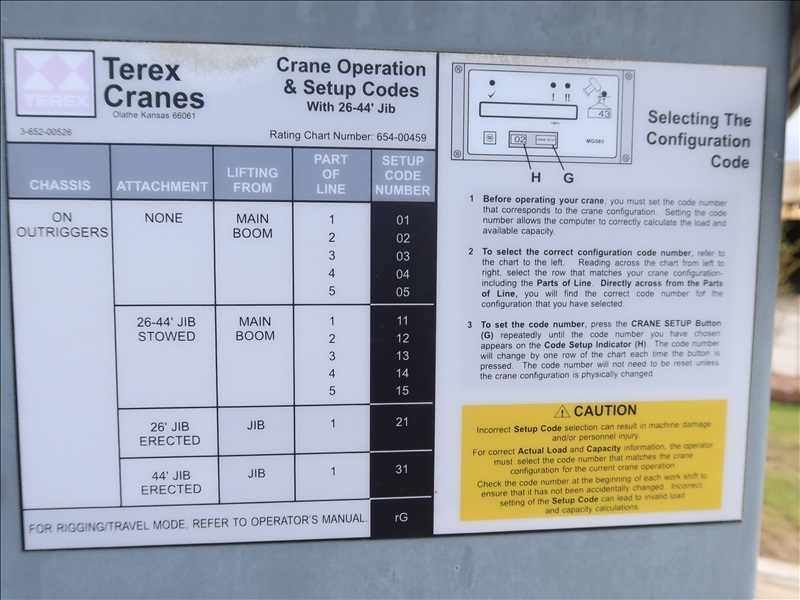 TEREX
Terex
Cranes
Olathe Kansas 66061
3-852-00526
Crane Operation
& Setup Codes
With 26-44' Jib
Rating Chart Number: 654-00459
CHASSIS ATTACHMENT LIFTING FROM PART OF LINE SETUP CODE NUMBER
ON OUTRIGGERS NONE MAIN BOOM 1 01
2 02
3 03
4 04
5 05
26-44' JIB STOWED MAIN BOOM 1 11
2 12
3 13
4 14
5 15
26' JIB ERECTED JIB 1 21
44' JIB ERECTED JIB 1 31
FOR RIGGING/TRAVEL MODE. REFER TO OPERATOR'S MANUAL. rG
! !!
43
02
MG585
H G
Selecting The
Configuration
Code
1 Before operating your crane, you must set the code number
that corresponds to the crane configuration. Setting the code
number allows the computer to correctly calculate the load and
available capacity.
2 To select the correct configuration code number, refer to
the chart to the left. Reading across the chart from left to
right, select the row that matches your crane configuration-
including the Part of Line. Directly across from the Parts
of Line, you will find the correct code number for the
configuration that you have selected.
3 To set the code number, press the CRANE SETUP Button
(G) repeatedly until the code number you have chosen
appears on the Code Setup Indicator (H). The code number
will change by one row of the chart each time the button is
pressed. The code number will not need to be reset unless
the crane configuration is physically changed.
CAUTION
Incorrect Setup Code selection can result in machine damage
and/or personnel injury.
For correct Actual Load and Capacity information, the operator
must select the code number that matches the crane
configuration for the current crane operation.
Check the code number at the beginning of each work shift to
ensure that it has not been accidentally changed. Incorrect
setting of the Setup Code can lead to invalid load
and capacity calculations.